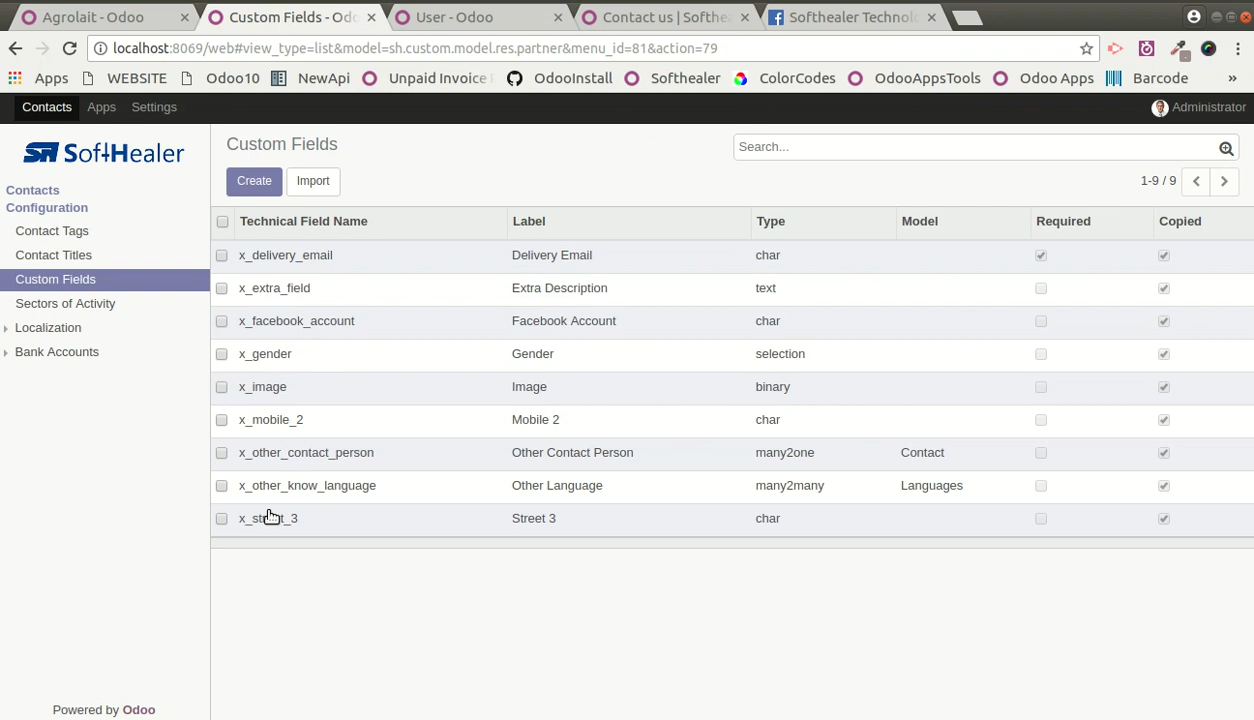 Agrolait - Odoo
Custom Fields - Odo
User - Odoo
Contact us | Softhea
Softhealer Technolo
localhost:8069/web#view_type=list&model=sh.custom.model.res.partner&menu_id=81&action=79
Apps WEBSITE Odoo10 NewApi Unpaid Invoice OdooInstall Softhealer ColorCodes OdooAppsTools Odoo Apps Barcode »
Contacts Apps Settings Administrator
SoftHealer
Contacts
Configuration
Contact Tags
Contact Titles
Custom Fields
Sectors of Activity
Localization
Bank Accounts
Powered by Odoo
Custom Fields
Search...
Create Import 1-9 / 9
Technical Field Name Label Type Model Required Copied
x_delivery_email Delivery Email char
x_extra_field Extra Description text
x_facebook_account Facebook Account char
x_gender Gender selection
x_image Image binary
x_mobile_2 Mobile 2 char
x_other_contact_person Other Contact Person many2one Contact
x_other_know_language Other Language many2many Languages
x_street_3 Street 3 char